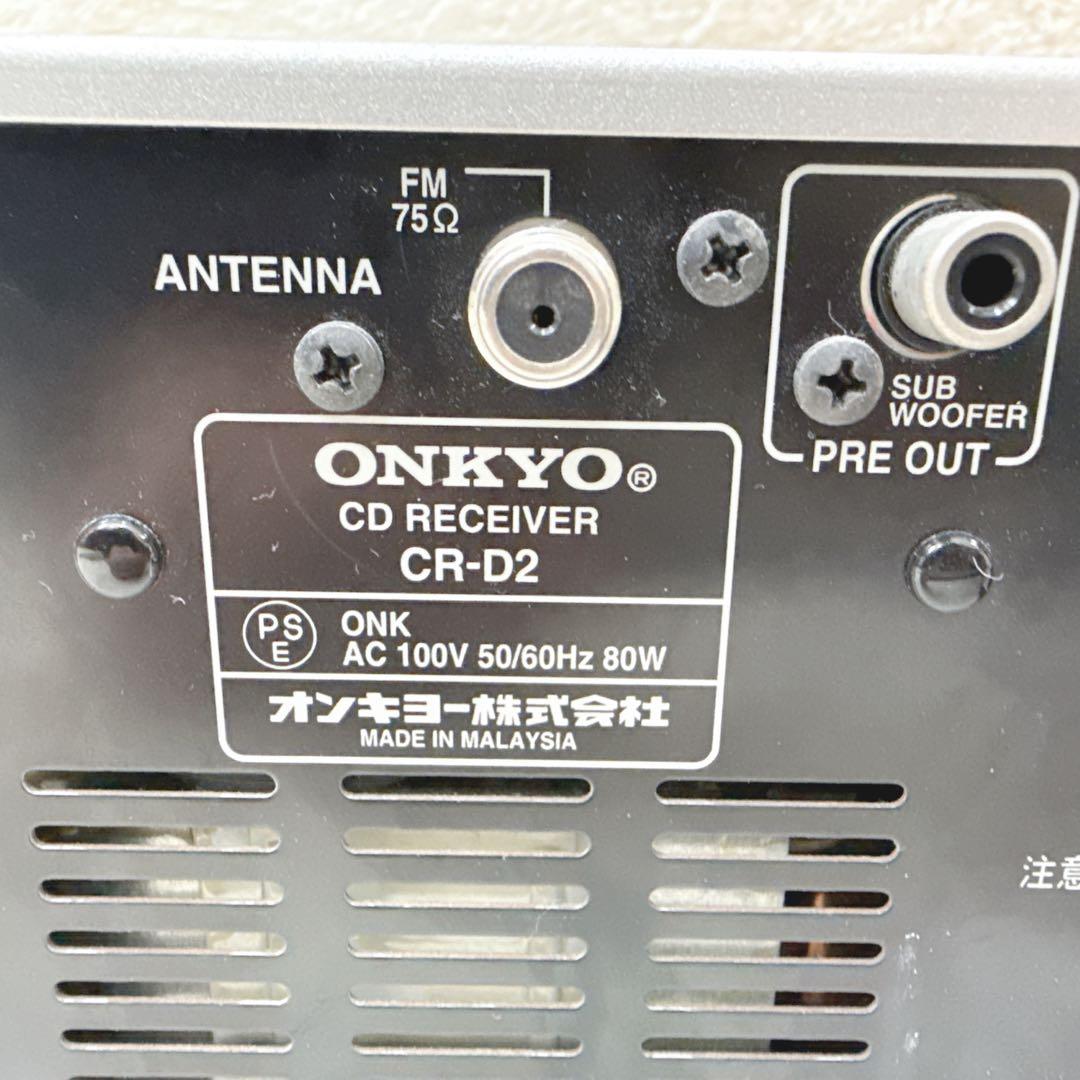 FM
75Ω
ANTENNA
SUB
WOOFER
PRE OUT
ONKYO®
CD RECEIVER
CR-D2
PS
E
ONK
AC 100V 50/60Hz 80W
オンキヨー株式会社
MADE IN MALAYSIA
注意